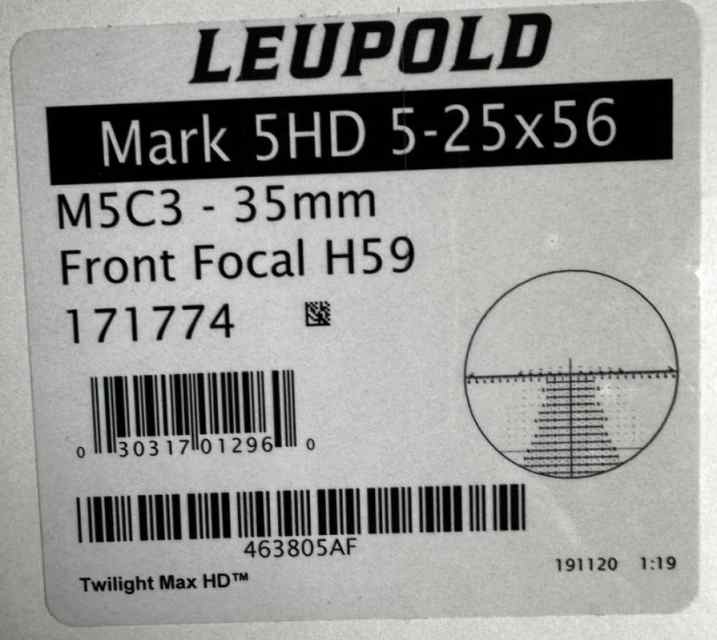 LEUPOLD
Mark 5HD 5-25x56
M5C3 - 35mm
Front Focal H59
171774
0 30317 01296 0
463805AF
Twilight Max HD™
191120 1:19